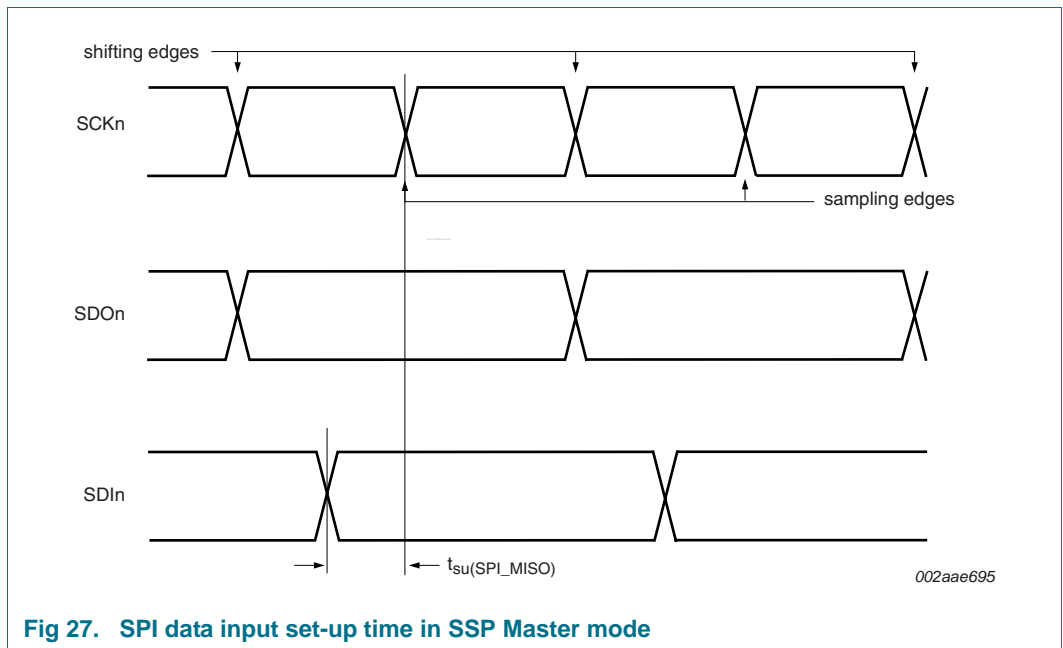 shifting edges
SCKn
sampling edges
SDOn
SDIn
tsu(SPI_MISO)
002aae695
Fig 27. SPI data input set-up time in SSP Master mode